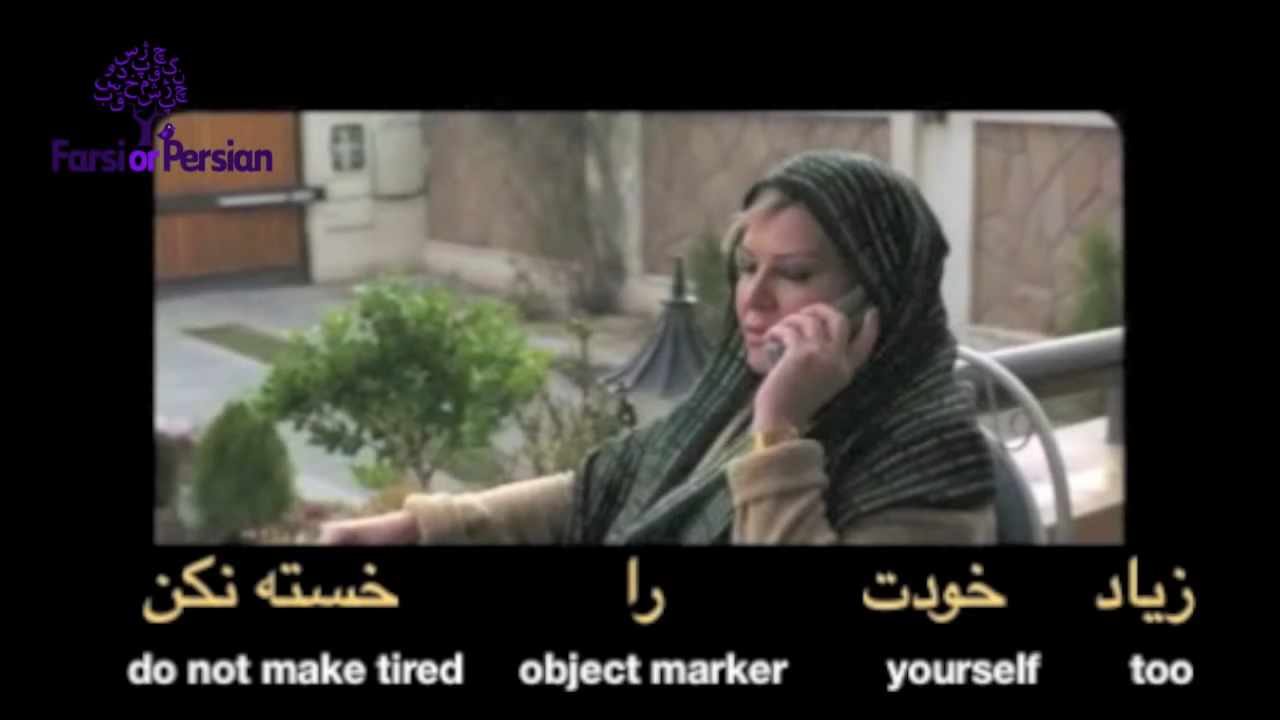 Farsi or Persian
زیاد خودت را خسته نکن
do not make tired object marker yourself too